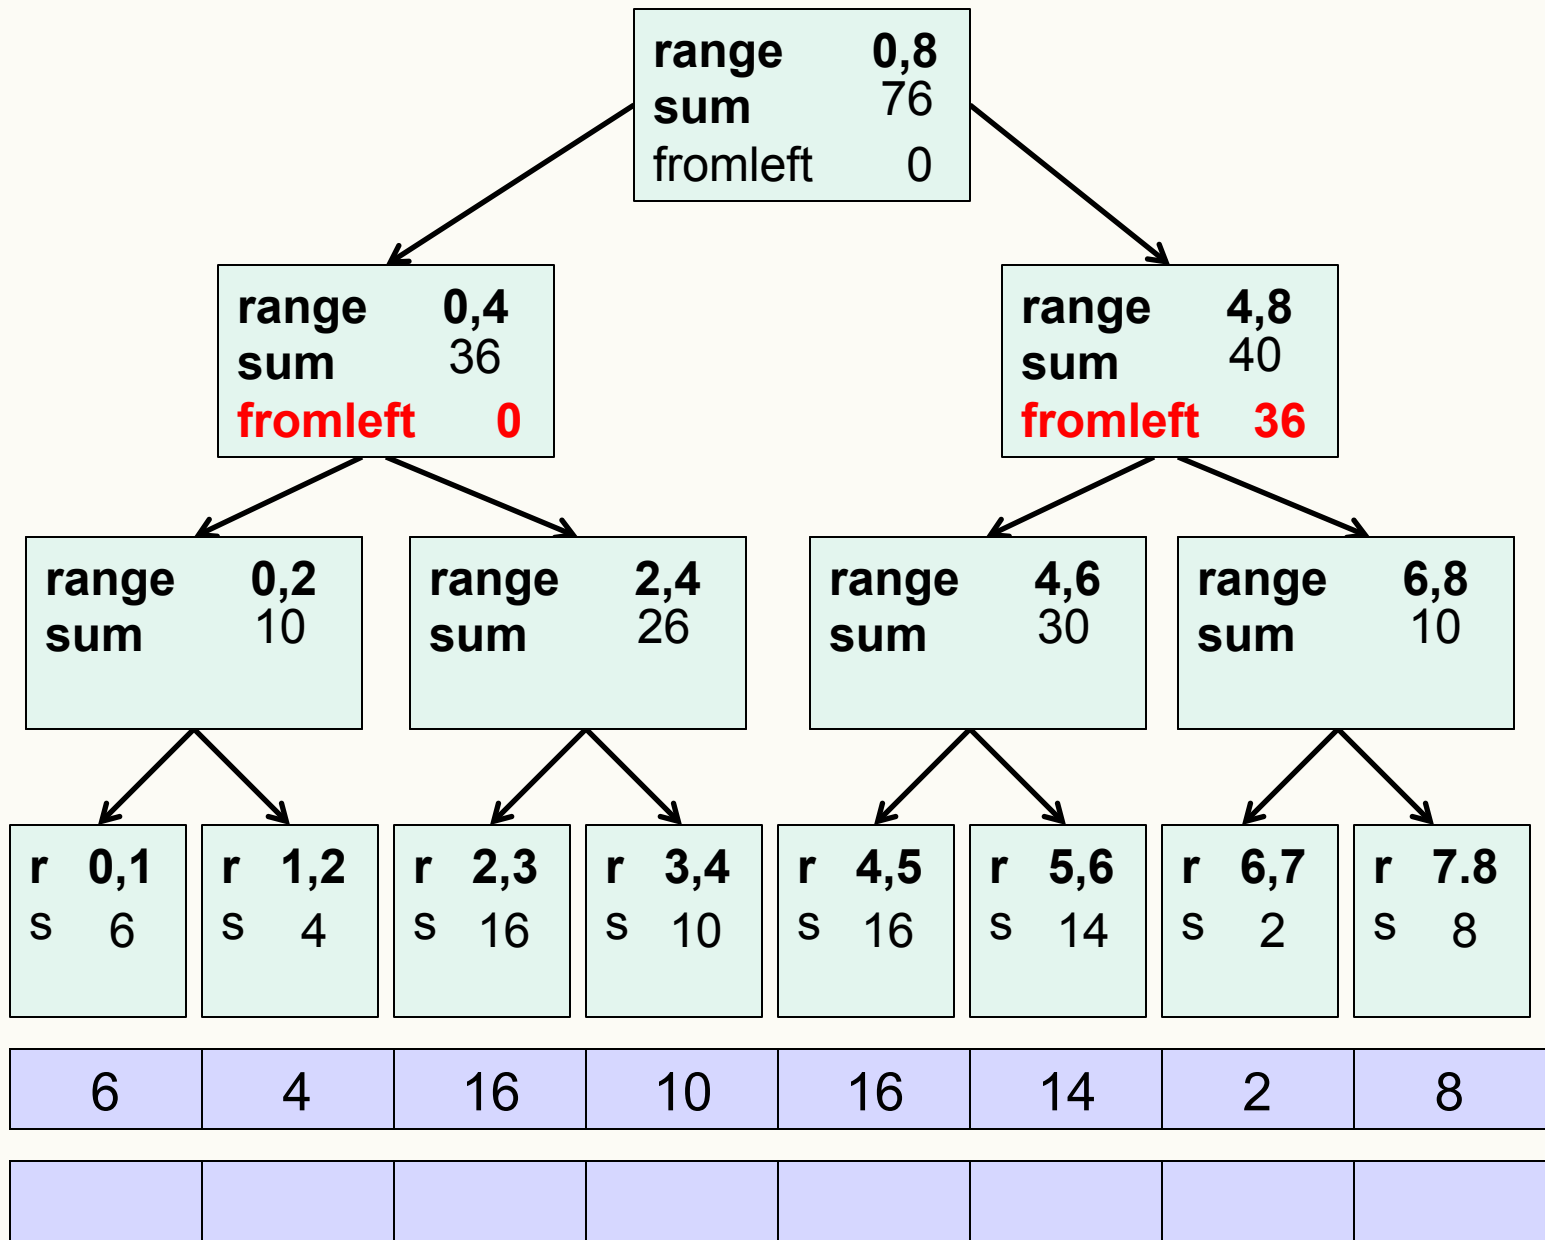 range 0,8
sum 76
fromleft 0
range 0,4
sum 36
fromleft 0
range 4,8
sum 40
fromleft 36
range 0,2
sum 10
range 2,4
sum 26
range 4,6
sum 30
range 6,8
sum 10
r 0,1
s 6
r 1,2
s 4
r 2,3
s 16
r 3,4
s 10
r 4,5
s 16
r 5,6
s 14
r 6,7
s 2
r 7.8
s 8
6 4 16 10 16 14 2 8